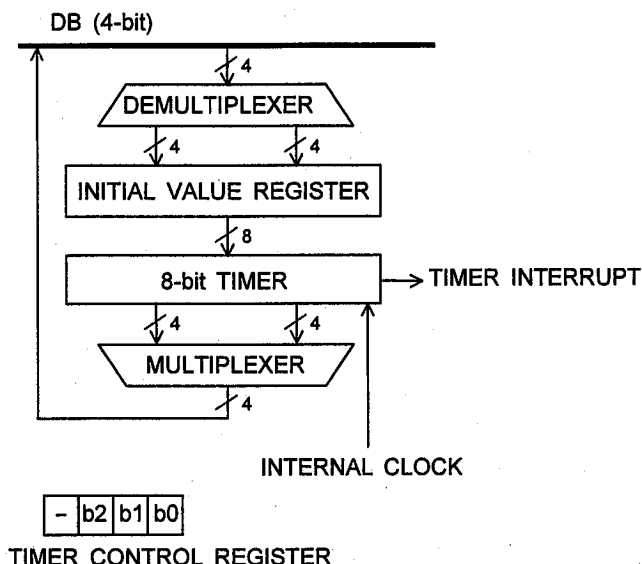 DB (4-bit)
4
DEMULTIPLEXER
4 4
INITIAL VALUE REGISTER
8
8-bit TIMER
TIMER INTERRUPT
4 4
MULTIPLEXER
4
INTERNAL CLOCK
– b2 b1 b0
TIMER CONTROL REGISTER